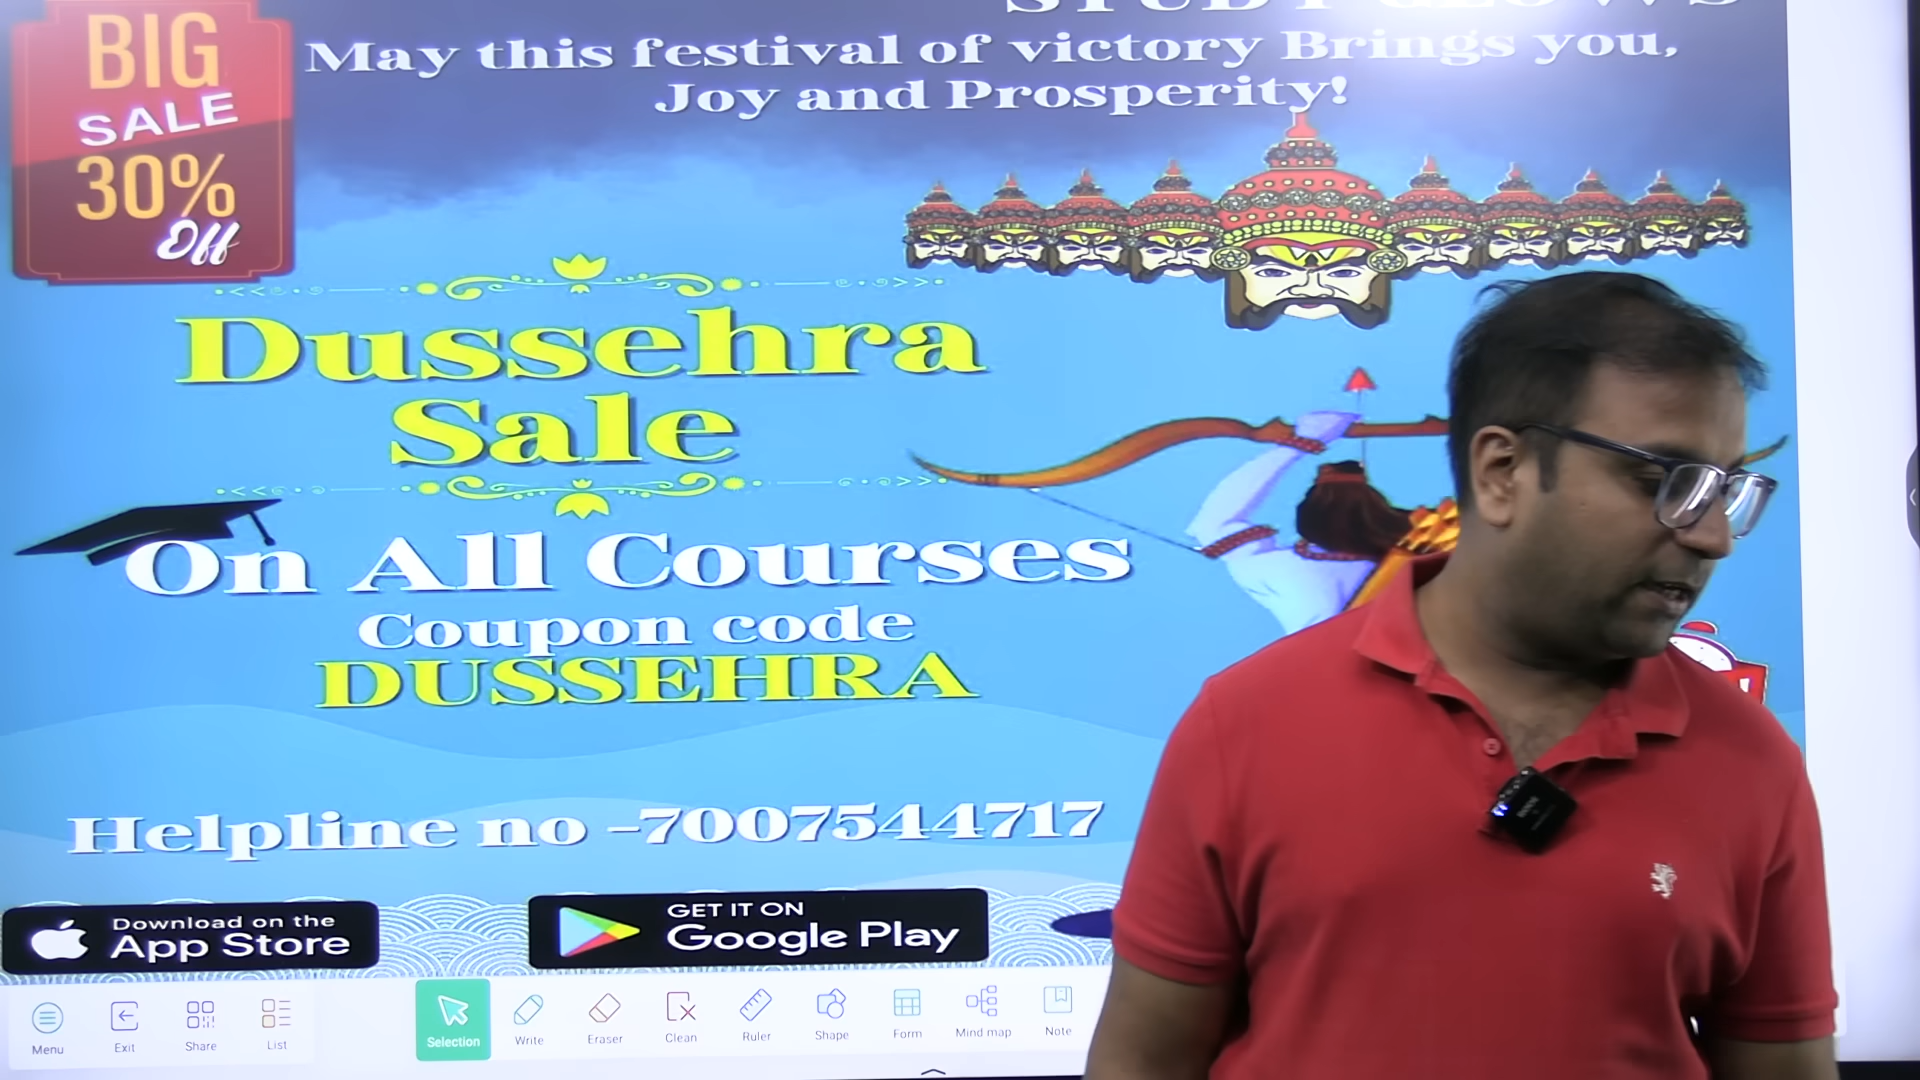 BIG
SALE
30%
Off
STUDY GLOWS
May this festival of victory Brings you,
Joy and Prosperity!
Dussehra
Sale
On All Courses
Coupon code
DUSSEHRA
Helpline no -7007544717
Download on the
App Store
GET IT ON
Google Play
Menu
Exit
Share
List
Selection
Write
Eraser
Clean
Ruler
Shape
Form
Mind map
Note